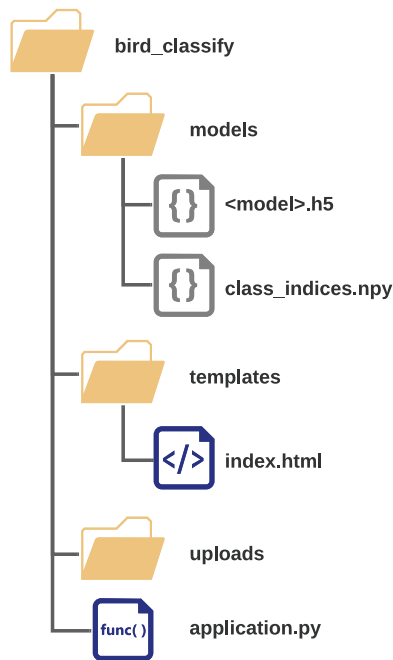 bird_classify
models
{}
<model>.h5
{}
class_indices.npy
templates
</>
index.html
uploads
func( )
application.py